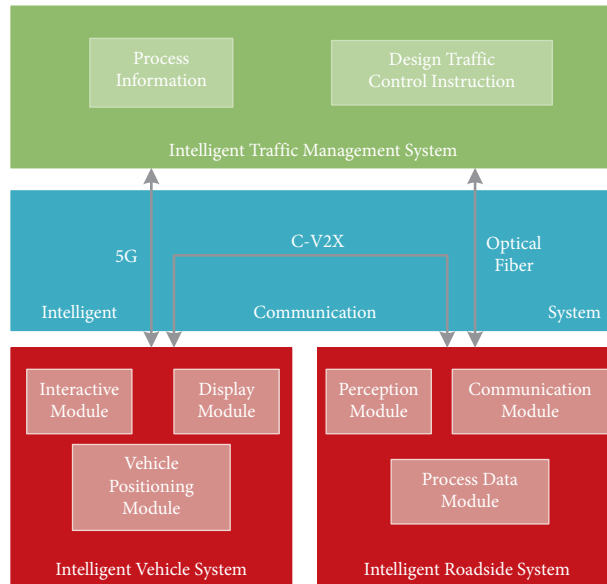 Process
Information
Design Traffic
Control Instruction
Intelligent Traffic Management System
5G
C-V2X
Optical
Fiber
Intelligent
Communication
System
Interactive
Module
Display
Module
Vehicle
Positioning
Module
Intelligent Vehicle System
Perception
Module
Communication
Module
Process Data
Module
Intelligent Roadside System